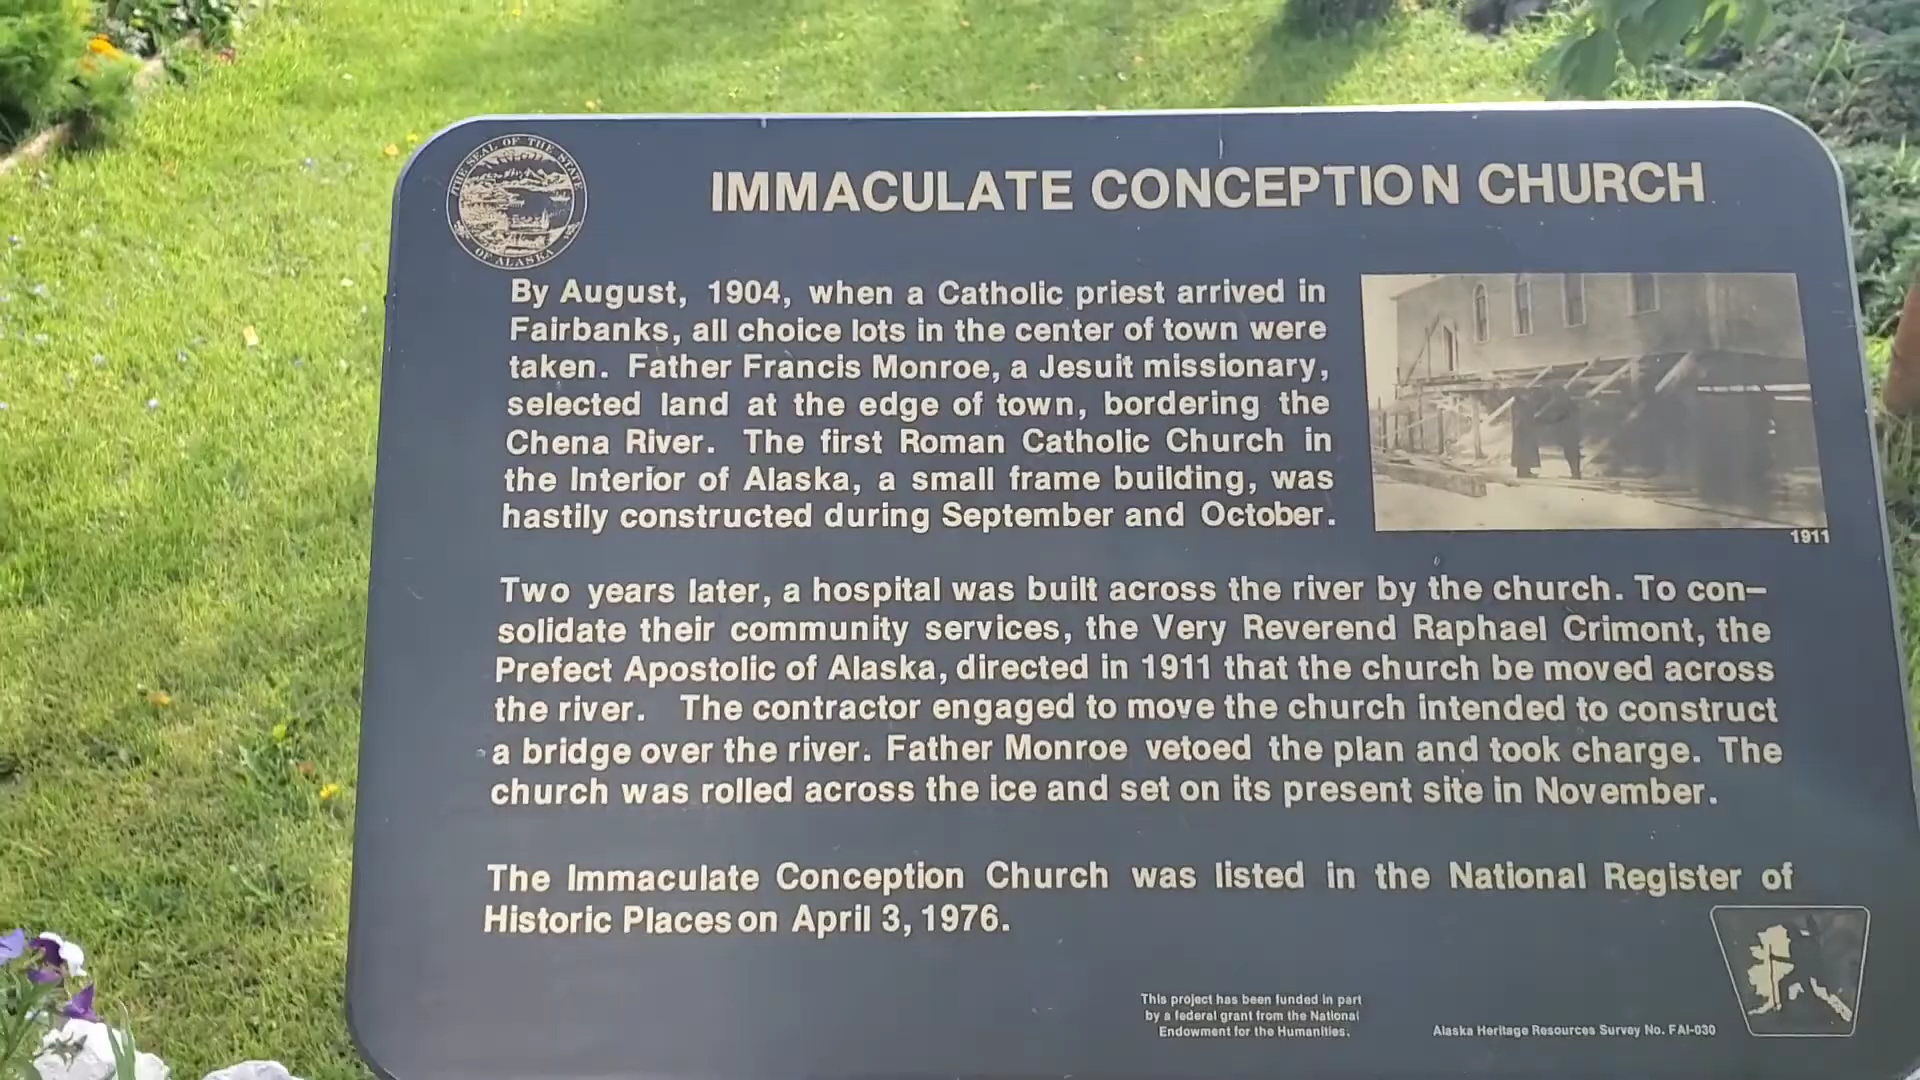 THE SEAL OF THE STATE
OF ALASKA
IMMACULATE CONCEPTION CHURCH
By August, 1904, when a Catholic priest arrived in
Fairbanks, all choice lots in the center of town were
taken. Father Francis Monroe, a Jesuit missionary,
selected land at the edge of town, bordering the
Chena River. The first Roman Catholic Church in
the Interior of Alaska, a small frame building, was
hastily constructed during September and October.
1911
Two years later, a hospital was built across the river by the church. To con–
solidate their community services, the Very Reverend Raphael Crimont, the
Prefect Apostolic of Alaska, directed in 1911 that the church be moved across
the river. The contractor engaged to move the church intended to construct
a bridge over the river. Father Monroe vetoed the plan and took charge. The
church was rolled across the ice and set on its present site in November.
The Immaculate Conception Church was listed in the National Register of
Historic Places on April 3, 1976.
This project has been funded in part
by a federal grant from the National
Endowment for the Humanities.
Alaska Heritage Resources Survey No. FAI-030